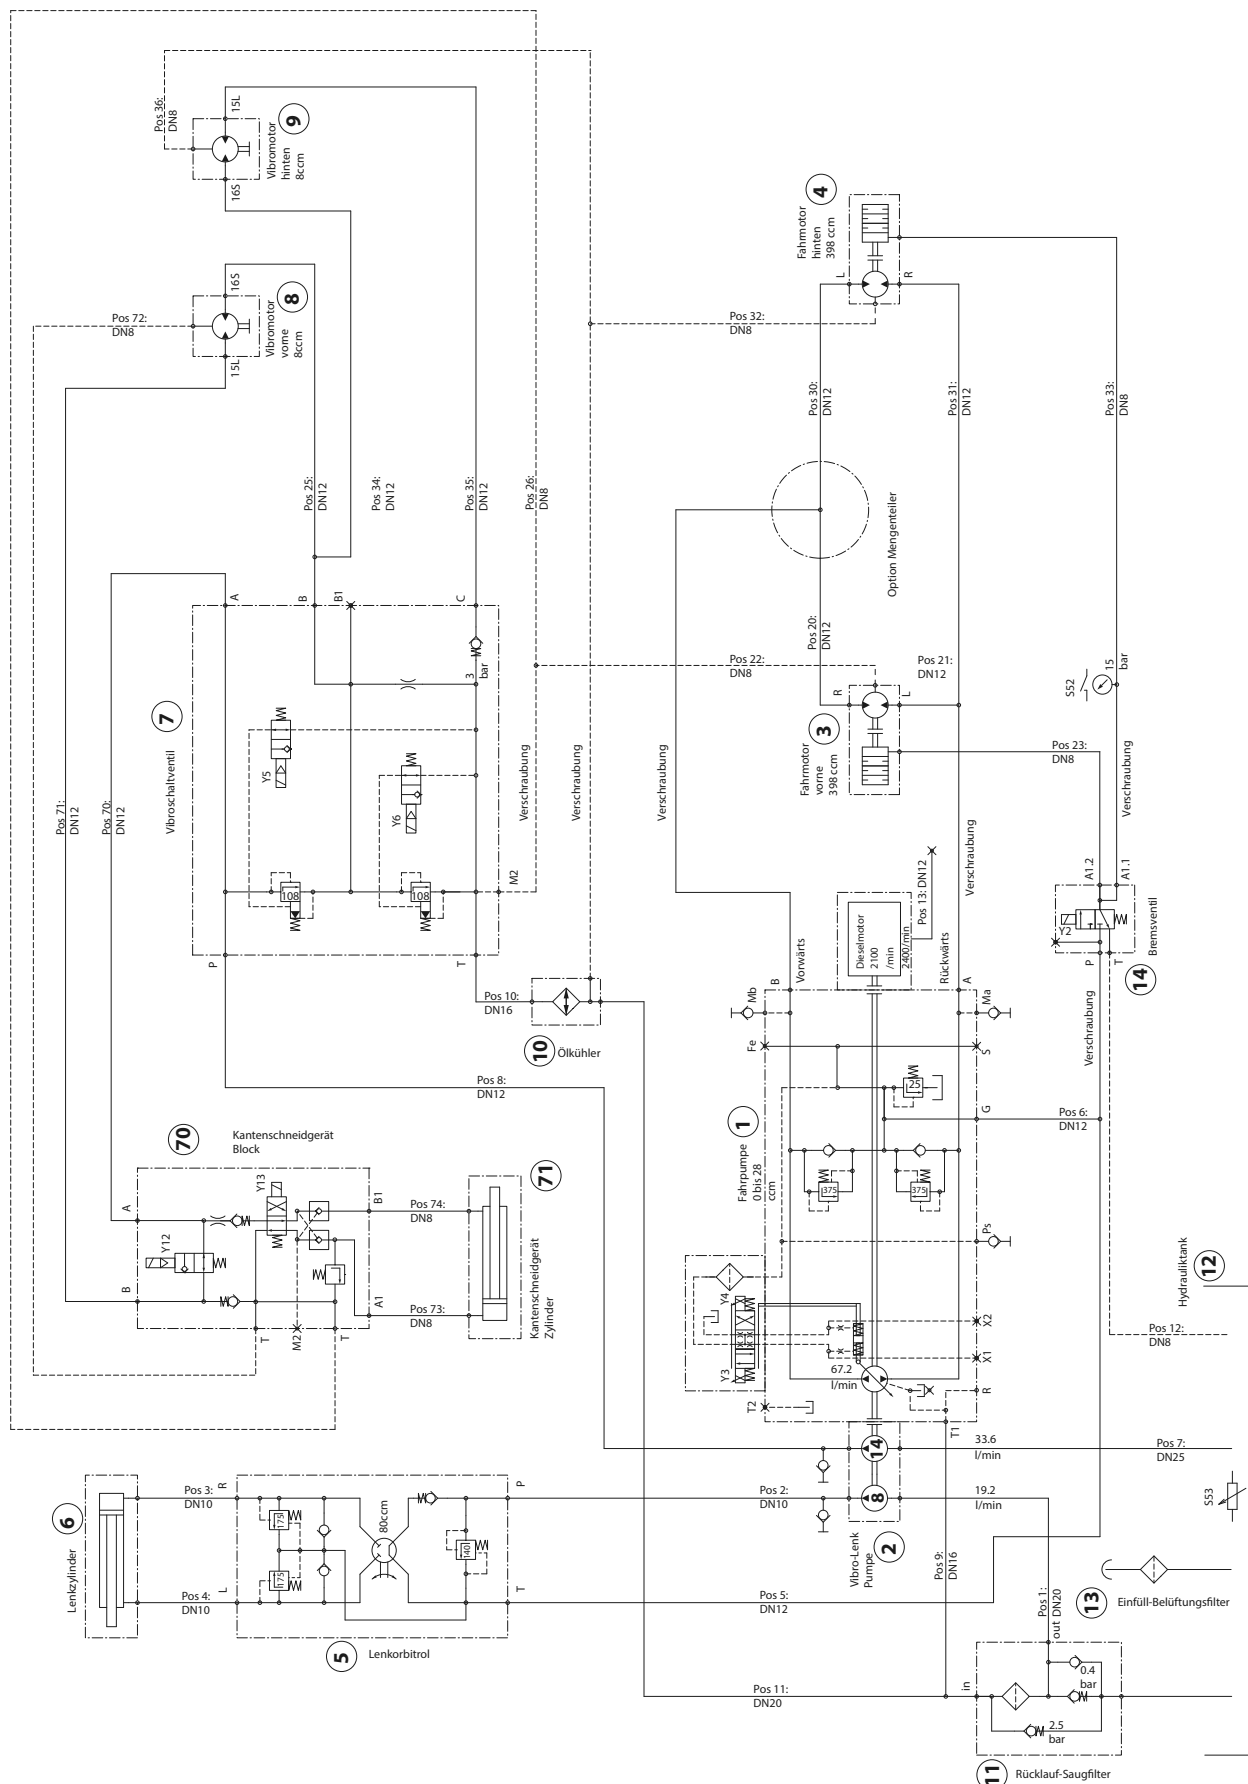 Pos 36:
DN8
15L
9
Vibromotor
hinten
8ccm
16S
16S
8
Vibromotor
vorne
8ccm
15L
Pos 72:
DN8
4
Fahrmotor
hinten
398 ccm
L
R
Pos 32:
DN8
Pos 30:
DN12
Pos 31:
DN12
Pos 33:
DN8
Pos 25:
DN12
Pos 34:
DN12
Pos 35:
DN12
Pos 26:
DN8
Option Mengenteiler
A
B
B1
C
7
Vibroschaltventil
Y5
Y6
3
bar
108
108
M2
P
T
Pos 71:
DN12
Pos 70:
DN12
Verschraubung
Verschraubung
Verschraubung
Pos 20:
DN12
Pos 22:
DN8
Pos 21:
DN12
R
L
3
Fahrmotor
vorne
398 ccm
S52
15
bar
Pos 23:
DN8
Verschraubung
Verschraubung
A1.2
A1.1
Y2
P
T
14
Bremsventil
Verschraubung
Pos 13: DN12
Dieselmotor
2100
/min
2400/min
Vorwärts
Rückwärts
B
A
Mb
Ma
Fe
S
25
G
Pos 6:
DN12
Pos 10:
DN16
10
Ölkühler
Pos 8:
DN12
1
Fahrpumpe
0 bis 28
ccm
375
375
Ps
70
Kantenschneidgerät
Block
Y13
Y12
A
B
B1
A1
T
M2
T
Pos 74:
DN8
Pos 73:
DN8
71
Kantenschneidgerät
Zylinder
Y4
Y3
X2
X1
R
67.2
l/min
T2
T1
12
Hydrauliktank
Pos 12:
DN8
14
8
33.6
l/min
19.2
l/min
Pos 7:
DN25
S53
2
Vibro-Lenk
Pumpe
6
Lenkzylinder
Pos 3:
DN10
Pos 4:
DN10
R
L
175
175
80ccm
140
P
T
5
Lenkorbitrol
Pos 2:
DN10
Pos 5:
DN12
Pos 9:
DN16
Pos 1:
out DN20
13
Einfüll-Belüftungsfilter
Pos 11:
DN20
in
0.4
bar
2.5
bar
11
Rücklauf-Saugfilter